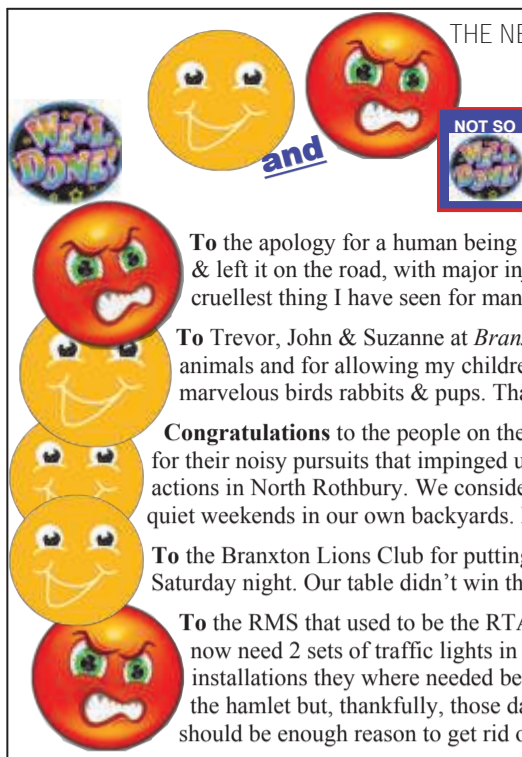 THE NE
WELL
DONE!
and
NOT SO
WELL
DONE!
To the apology for a human being
& left it on the road, with major inj
cruellest thing I have seen for man
To Trevor, John & Suzanne at Branx
animals and for allowing my childre
marvelous birds rabbits & pups. Tha
Congratulations to the people on the
for their noisy pursuits that impinged u
actions in North Rothbury. We conside
quiet weekends in our own backyards.
To the Branxton Lions Club for putting
Saturday night. Our table didn’t win th
To the RMS that used to be the RTA
now need 2 sets of traffic lights in
installations they where needed be
the hamlet but, thankfully, those da
should be enough reason to get rid o